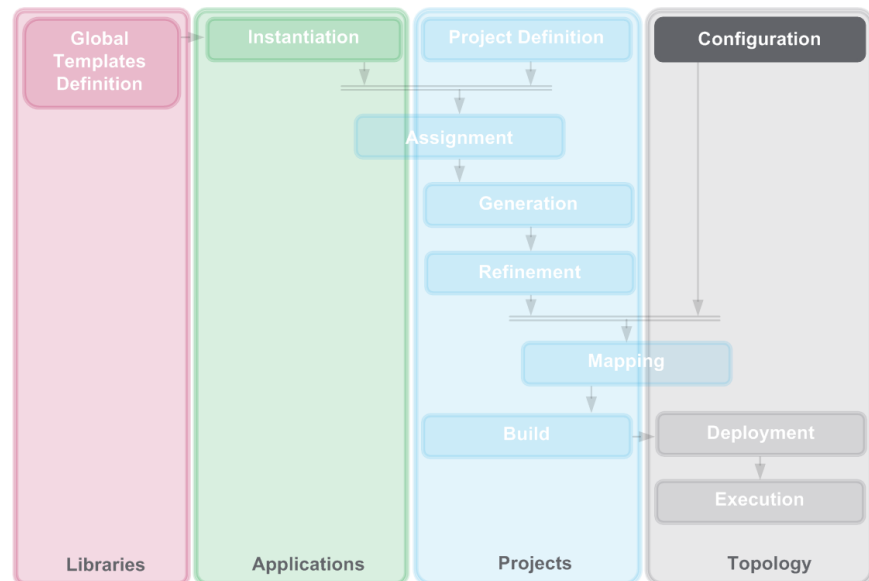 Global
Templates
Definition
Instantiation
Project Definition
Configuration
Assignment
Generation
Refinement
Mapping
Build
Deployment
Execution
Libraries
Applications
Projects
Topology